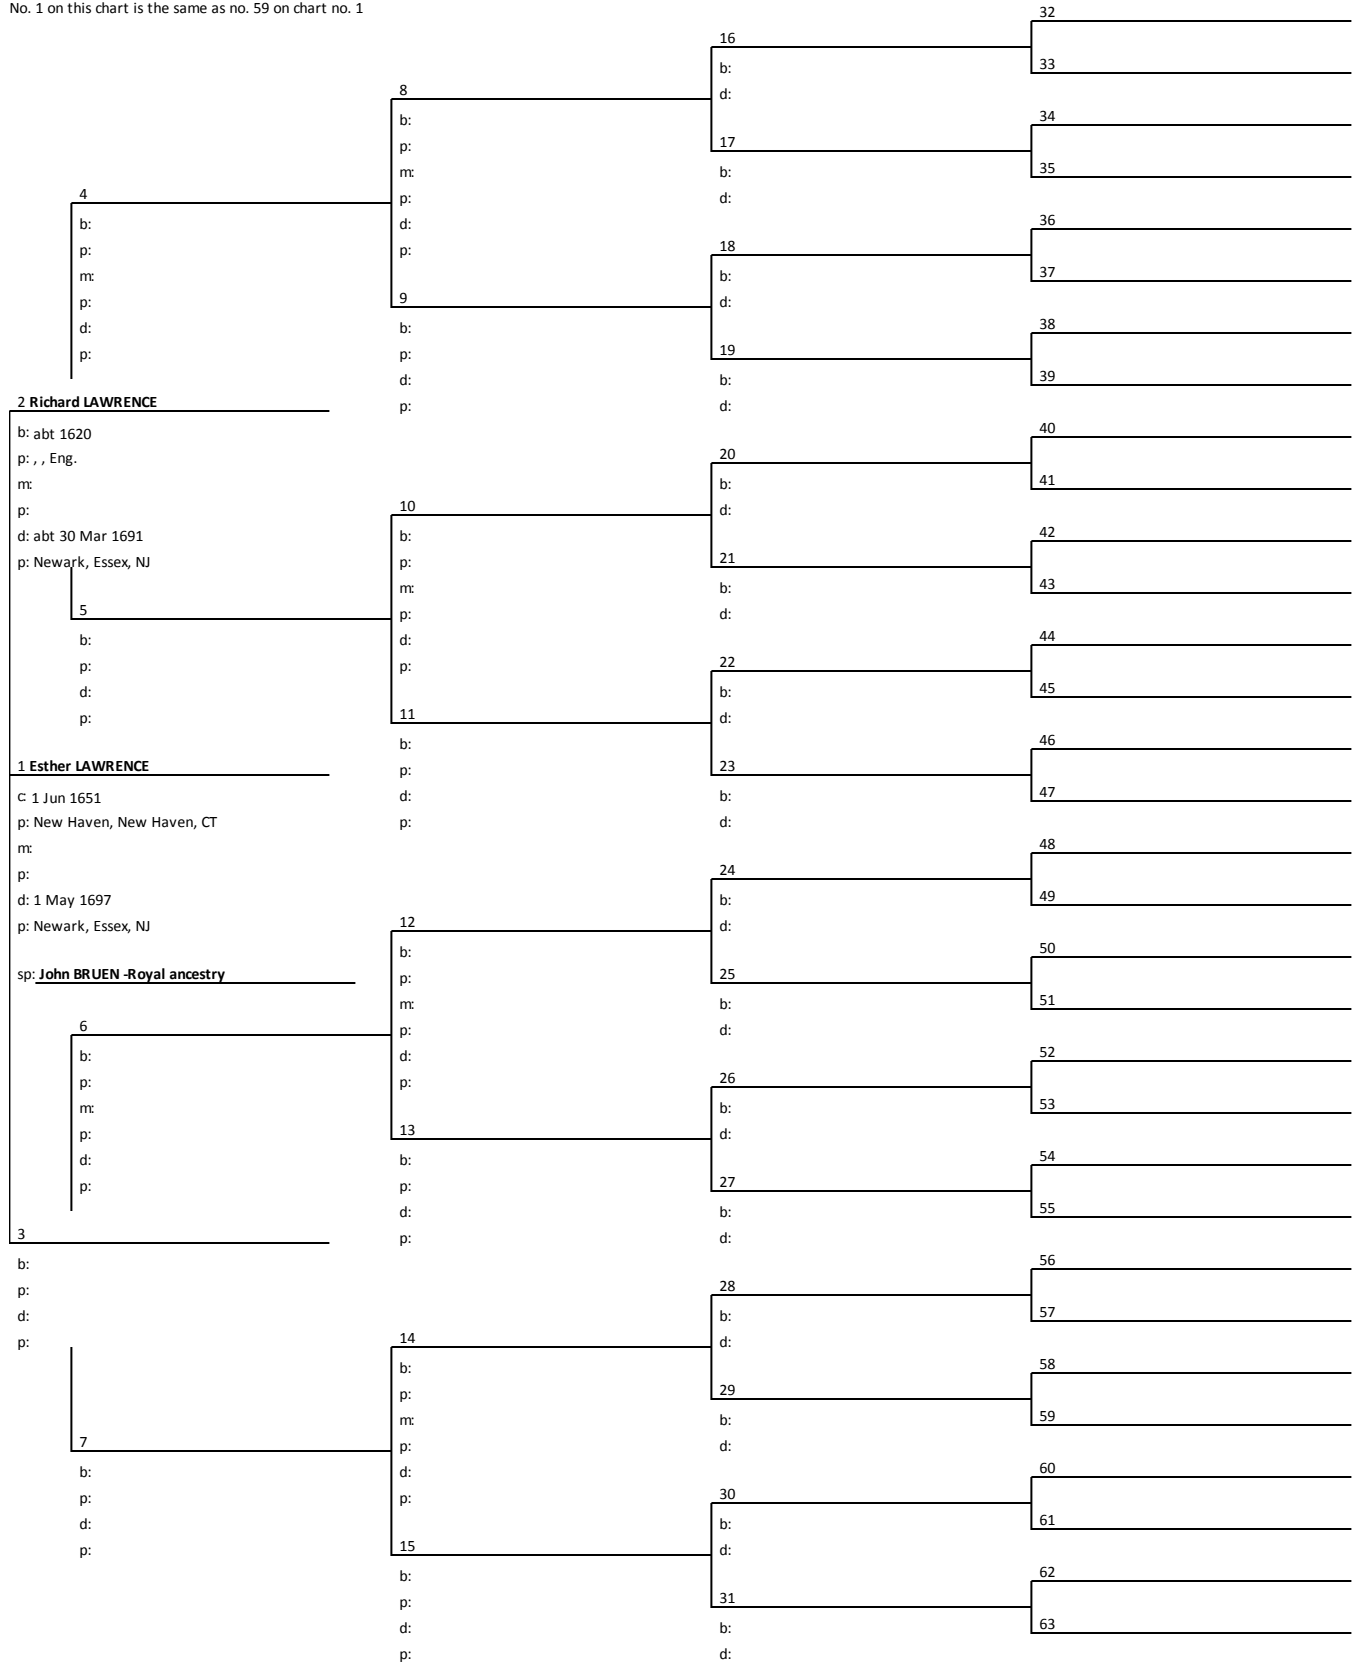 No. 1 on this chart is the same as no. 59 on chart no. 1
4
b:
p:
m:
p:
d:
p:
2 Richard LAWRENCE
b: abt 1620
p: , , Eng.
m:
p:
d: abt 30 Mar 1691
p: Newark, Essex, NJ
5
b:
p:
d:
p:
1 Esther LAWRENCE
c: 1 Jun 1651
p: New Haven, New Haven, CT
m:
p:
d: 1 May 1697
p: Newark, Essex, NJ
sp: John BRUEN -Royal ancestry
6
b:
p:
m:
p:
d:
p:
3
b:
p:
d:
p:
7
b:
p:
d:
p:
8
b:
p:
m:
p:
d:
p:
9
b:
p:
d:
p:
10
b:
p:
m:
p:
d:
p:
11
b:
p:
d:
p:
12
b:
p:
m:
p:
d:
p:
13
b:
p:
d:
p:
14
b:
p:
m:
p:
d:
p:
15
b:
p:
d:
p:
16
b:
d:
17
b:
d:
18
b:
d:
19
b:
d:
20
b:
d:
21
b:
d:
22
b:
d:
23
b:
d:
24
b:
d:
25
b:
d:
26
b:
d:
27
b:
d:
28
b:
d:
29
b:
d:
30
b:
d:
31
b:
d:
32
33
34
35
36
37
38
39
40
41
42
43
44
45
46
47
48
49
50
51
52
53
54
55
56
57
58
59
60
61
62
63